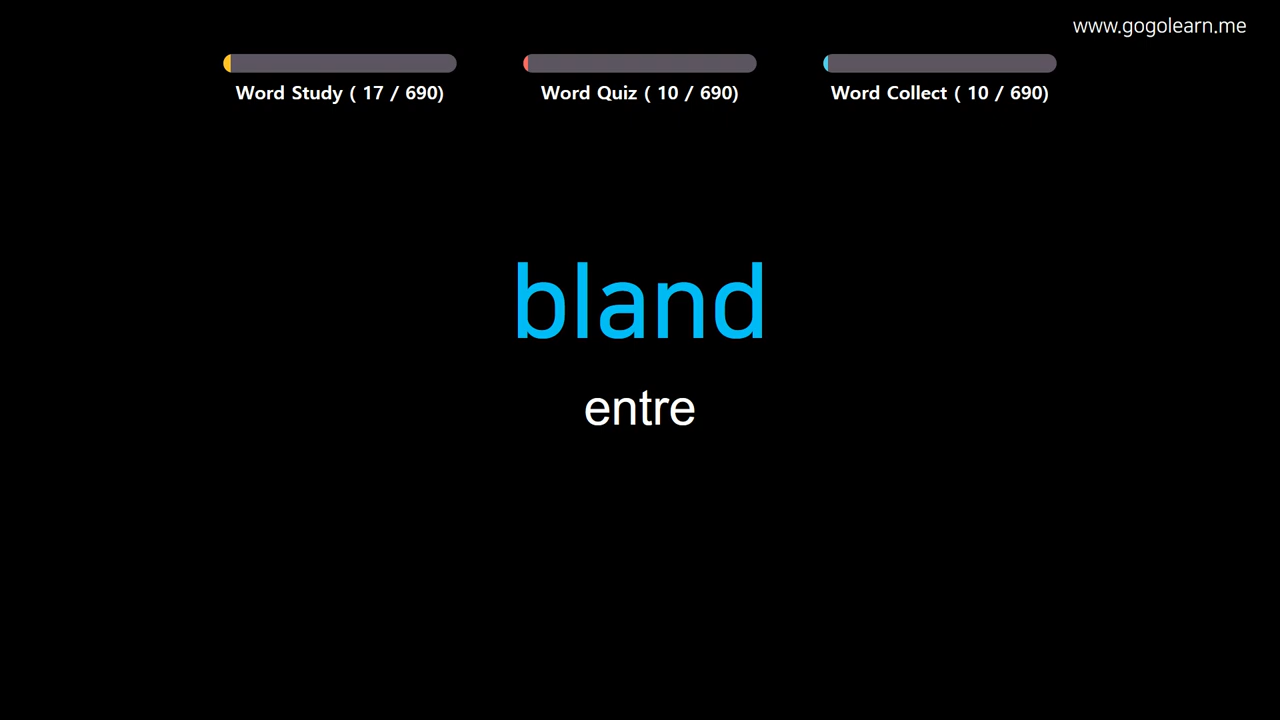 www.gogolearn.me
Word Study ( 17 / 690)
Word Quiz ( 10 / 690)
Word Collect ( 10 / 690)
bland
entre